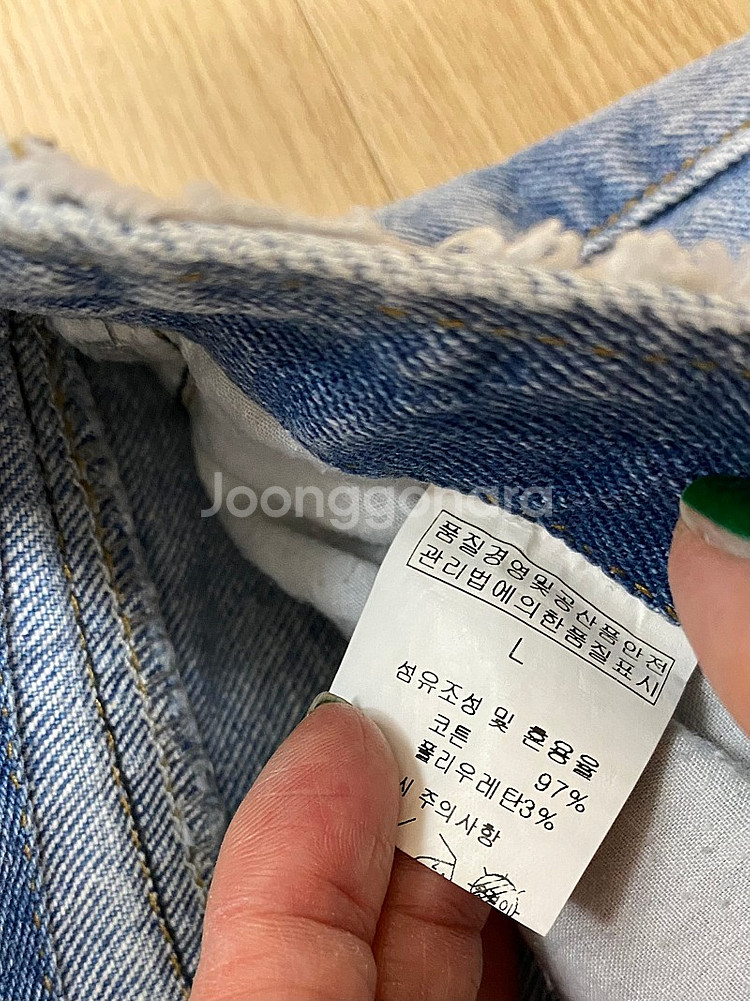 Joonggonara
품질경영및공산품안전
관리법에의한품질표시
L
섬유조성 및 혼용율
코튼 97%
폴리우레탄3%
시 주의사항